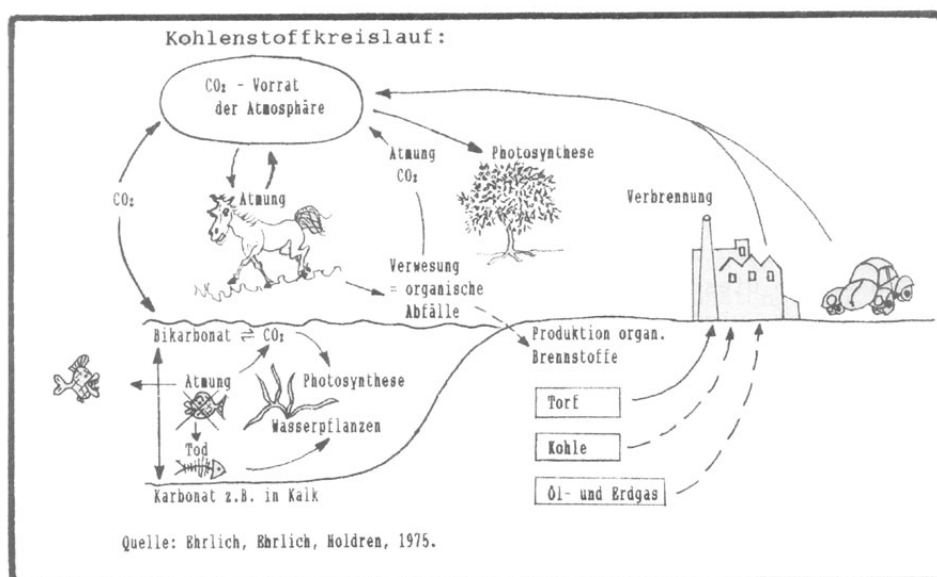 Kohlenstoffkreislauf:
CO₂ - Vorrat
der Atmosphäre
CO₂
Atmung
Atmung
CO₂
Photosynthese
Verbrennung
Verwesung
= organische
Abfälle
Bikarbonat ⇌ CO₂
Produktion organ.
Brennstoffe
Atmung
Photosynthese
Wasserpflanzen
Tod
Torf
Kohle
Öl- und Erdgas
Karbonat z.B. in Kalk
Quelle: Ehrlich, Ehrlich, Holdren, 1975.